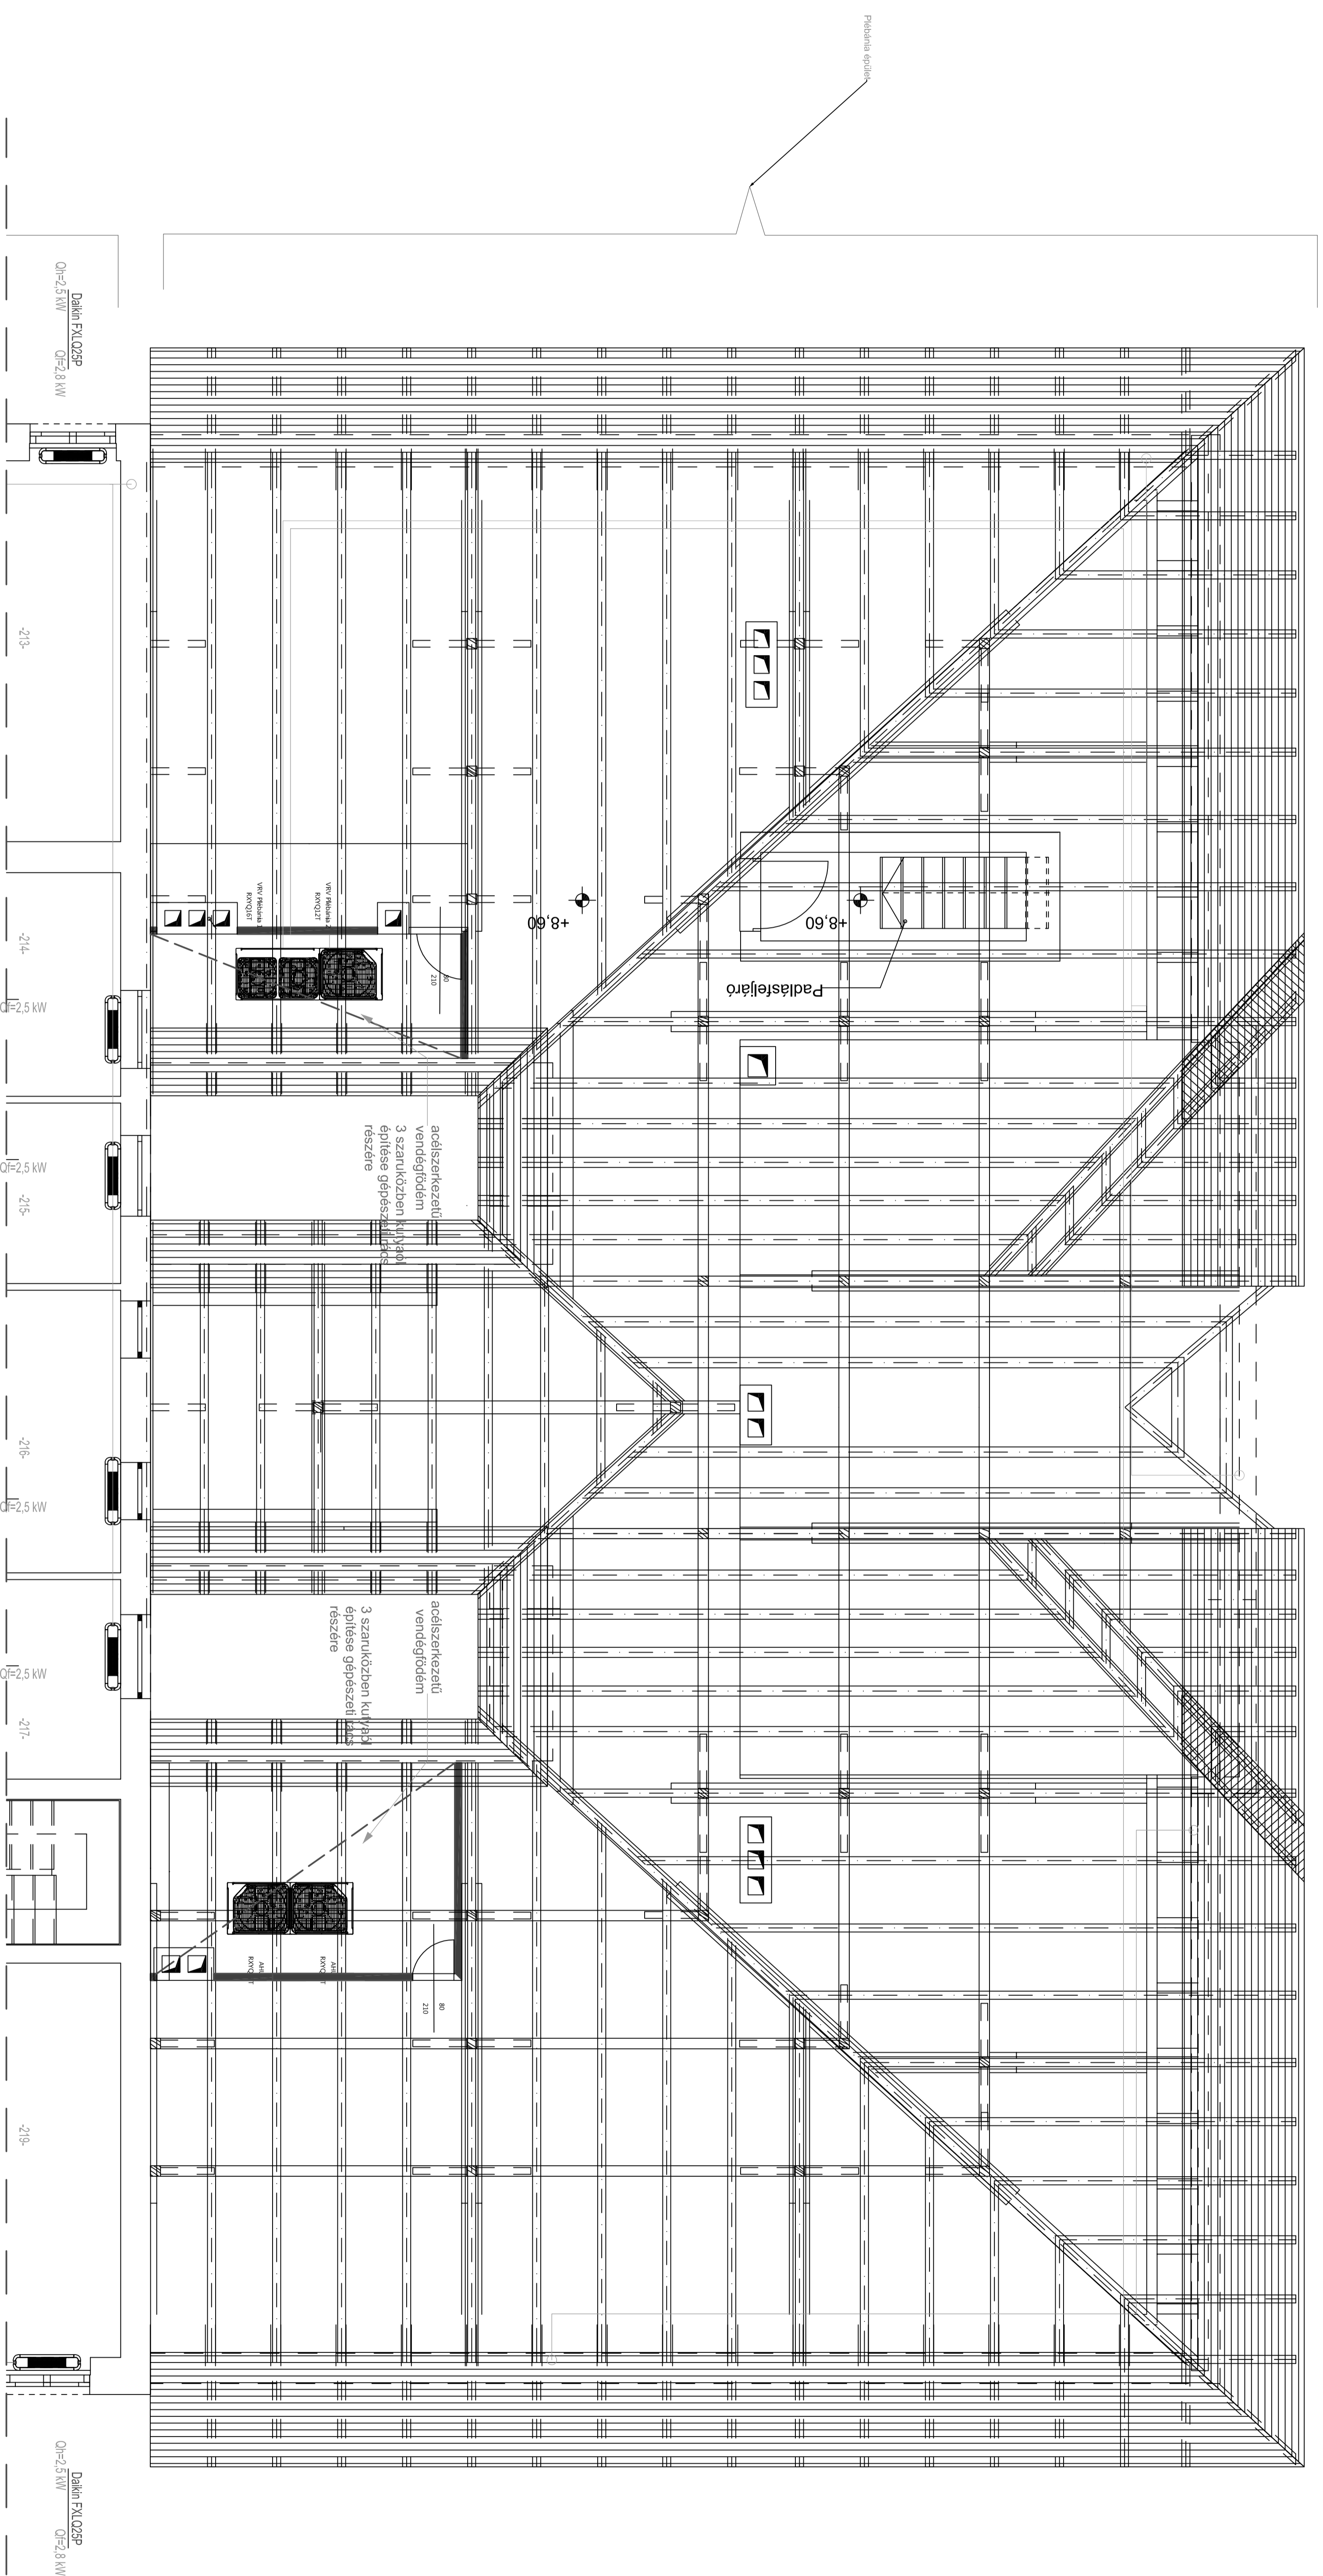 Plébánia épület
Daikin FXLQ25P
Qh=2,5 kW Qf=2,8 kW
-213-
-214-
Qf=2,5 kW
Qf=2,5 kW
-215-
-216-
Qf=2,5 kW
Qf=2,5 kW
-217-
-219-
Daikin FXLQ25P
Qh=2,5 kW Qf=2,8 kW
VRV Plébánia 2
RXYQ12T
VRV Plébánia 1
RXYQ16T
80
210
+8,60
+8,60
Padlásfeljáró
acélszerkezetű
vendégfödém
3 szaruközben kutyaól
építése gépészeti rács
részére
acélszerkezetű
vendégfödém
3 szaruközben kutyaól
építése gépészeti rács
részére
80
210